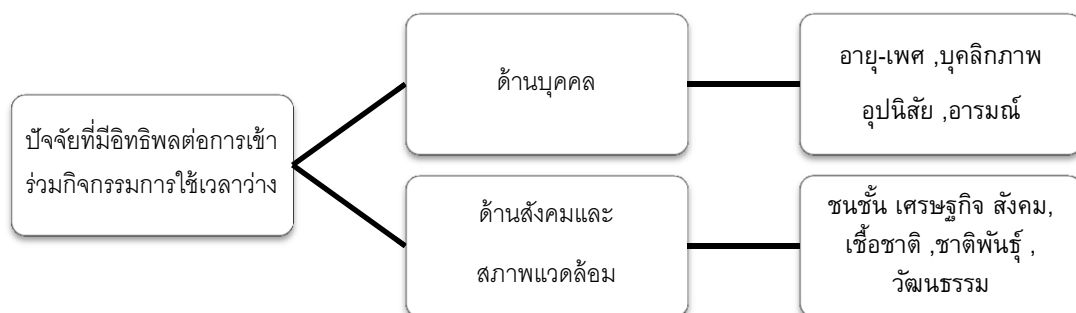 ปัจจัยที่มีอิทธิพลต่อการเข้า
ร่วมกิจกรรมการใช้เวลาว่าง
ด้านบุคคล
อายุ-เพศ ,บุคลิกภาพ
อุปนิสัย ,อารมณ์
ด้านสังคมและ
สภาพแวดล้อม
ชนชั้น เศรษฐกิจ สังคม,
เชื้อชาติ ,ชาติพันธุ์ ,
วัฒนธรรม